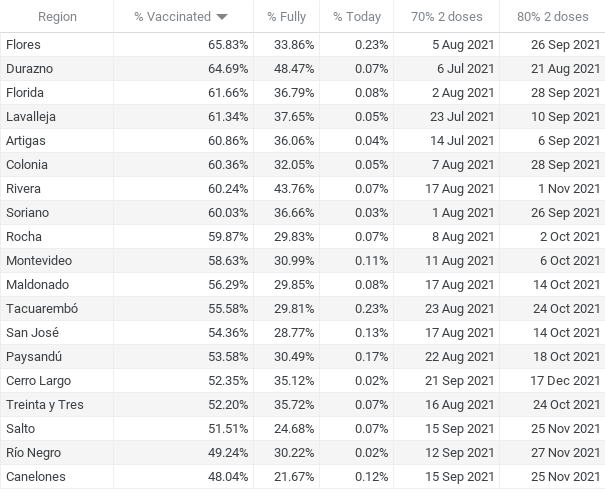 Region % Vaccinated % Fully % Today 70% 2 doses 80% 2 doses
Flores 65.83% 33.86% 0.23% 5 Aug 2021 26 Sep 2021
Durazno 64.69% 48.47% 0.07% 6 Jul 2021 21 Aug 2021
Florida 61.66% 36.79% 0.08% 2 Aug 2021 28 Sep 2021
Lavalleja 61.34% 37.65% 0.05% 23 Jul 2021 10 Sep 2021
Artigas 60.86% 36.06% 0.04% 14 Jul 2021 6 Sep 2021
Colonia 60.36% 32.05% 0.05% 7 Aug 2021 28 Sep 2021
Rivera 60.24% 43.76% 0.07% 17 Aug 2021 1 Nov 2021
Soriano 60.03% 36.66% 0.03% 1 Aug 2021 26 Sep 2021
Rocha 59.87% 29.83% 0.07% 8 Aug 2021 2 Oct 2021
Montevideo 58.63% 30.99% 0.11% 11 Aug 2021 6 Oct 2021
Maldonado 56.29% 29.85% 0.08% 17 Aug 2021 14 Oct 2021
Tacuarembó 55.58% 29.81% 0.23% 23 Aug 2021 24 Oct 2021
San José 54.36% 28.77% 0.13% 17 Aug 2021 14 Oct 2021
Paysandú 53.58% 30.49% 0.17% 22 Aug 2021 18 Oct 2021
Cerro Largo 52.35% 35.12% 0.02% 21 Sep 2021 17 Dec 2021
Treinta y Tres 52.20% 35.72% 0.07% 16 Aug 2021 24 Oct 2021
Salto 51.51% 24.68% 0.07% 15 Sep 2021 25 Nov 2021
Río Negro 49.24% 30.22% 0.02% 12 Sep 2021 27 Nov 2021
Canelones 48.04% 21.67% 0.12% 15 Sep 2021 25 Nov 2021